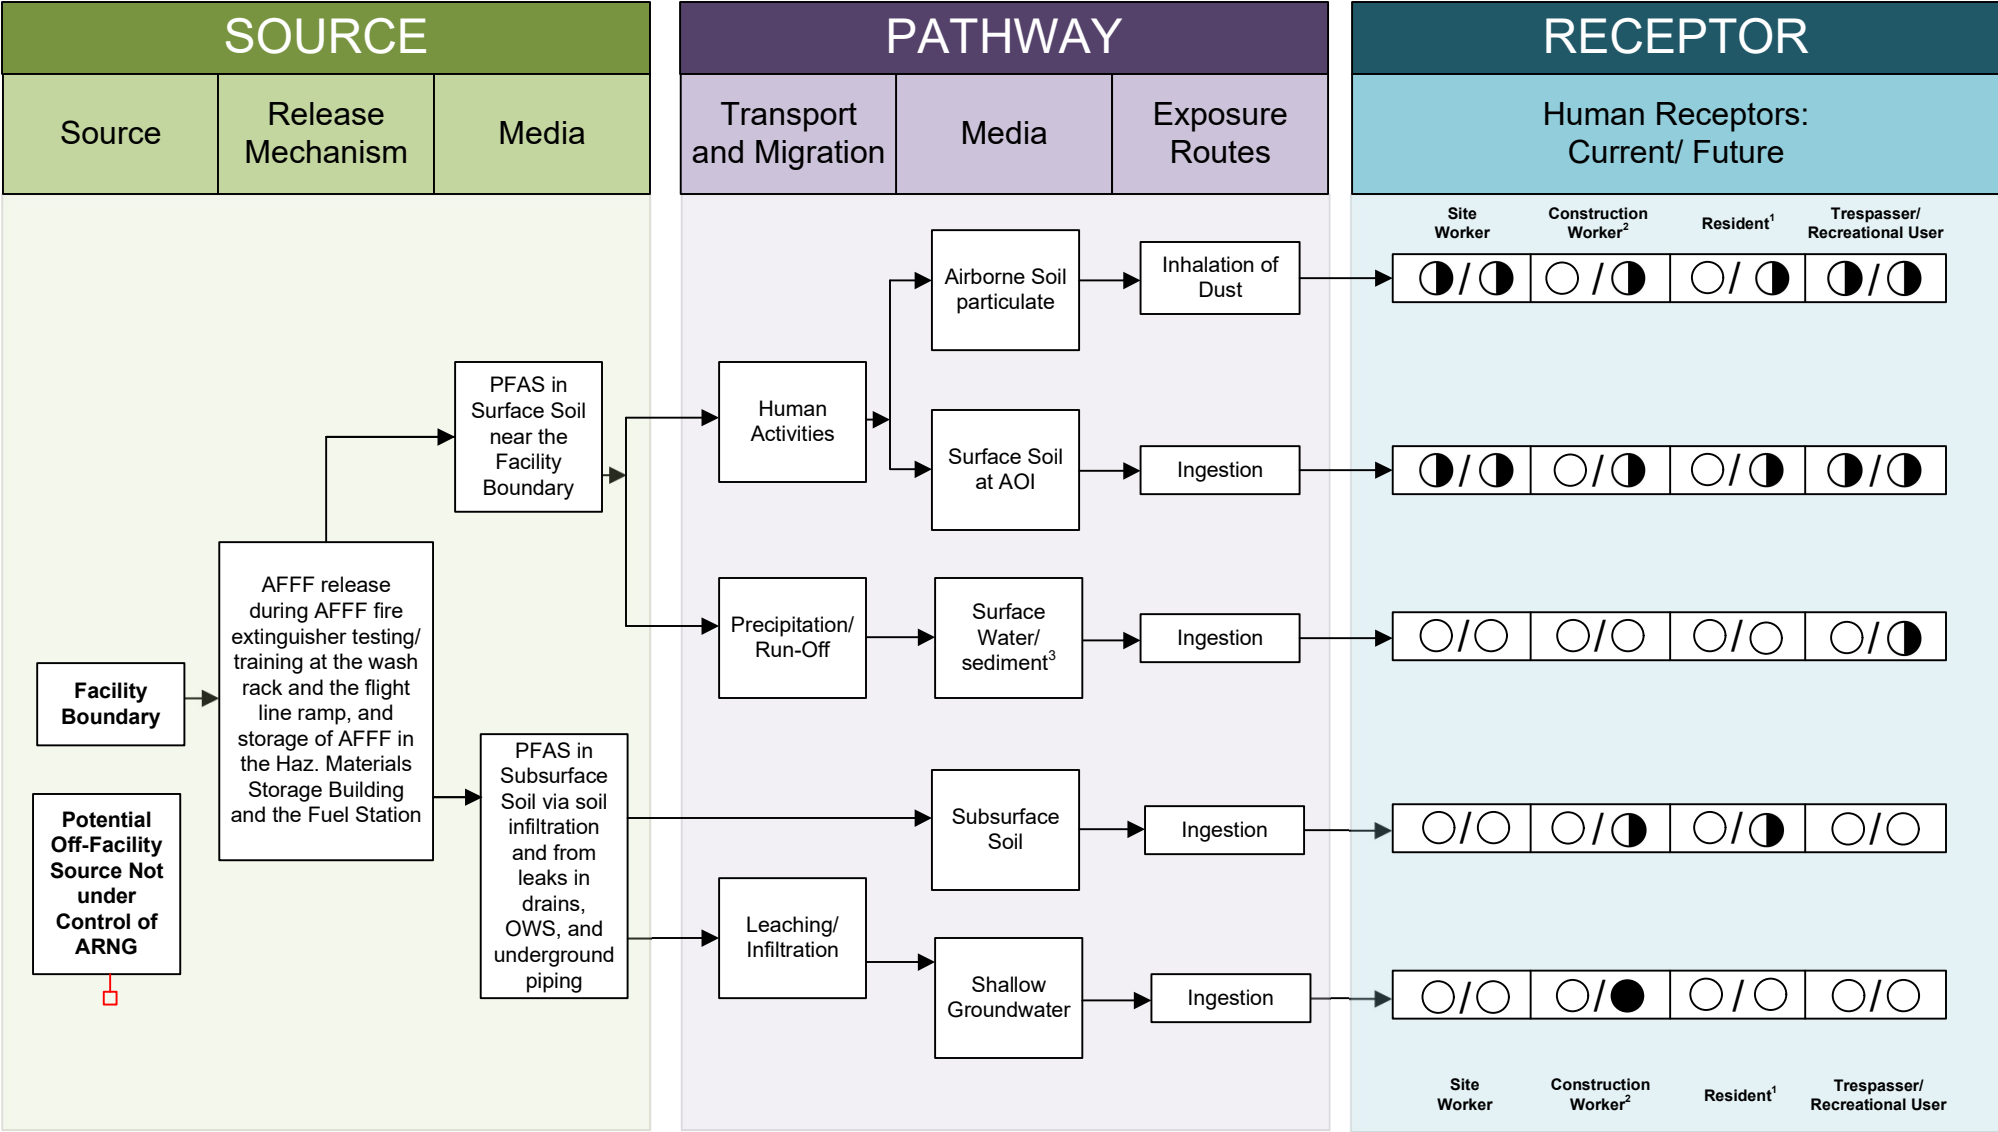 SOURCE
PATHWAY
RECEPTOR
Source
Release
Mechanism
Media
Transport
and Migration
Media
Exposure
Routes
Human Receptors:
Current/ Future
Site
Worker
Construction
Worker²
Resident¹
Trespasser/
Recreational User
Facility
Boundary
Potential
Off-Facility
Source Not
under
Control of
ARNG
AFFF release
during AFFF fire
extinguisher testing/
training at the wash
rack and the flight
line ramp, and
storage of AFFF in
the Haz. Materials
Storage Building
and the Fuel Station
PFAS in
Surface Soil
near the
Facility
Boundary
PFAS in
Subsurface
Soil via soil
infiltration
and from
leaks in
drains,
OWS, and
underground
piping
Human
Activities
Precipitation/
Run-Off
Leaching/
Infiltration
Airborne Soil
particulate
Surface Soil
at AOI
Surface
Water/
sediment³
Subsurface
Soil
Shallow
Groundwater
Inhalation of
Dust
Ingestion
Ingestion
Ingestion
Ingestion
◑/◑ ○/◑ ○/◑ ◑/◑
◑/◑ ○/◑ ○/◑ ◑/◑
○/○ ○/○ ○/○ ○/◑
○/○ ○/◑ ○/◑ ○/○
○/○ ○/● ○/○ ○/○
Site
Worker
Construction
Worker²
Resident¹
Trespasser/
Recreational User